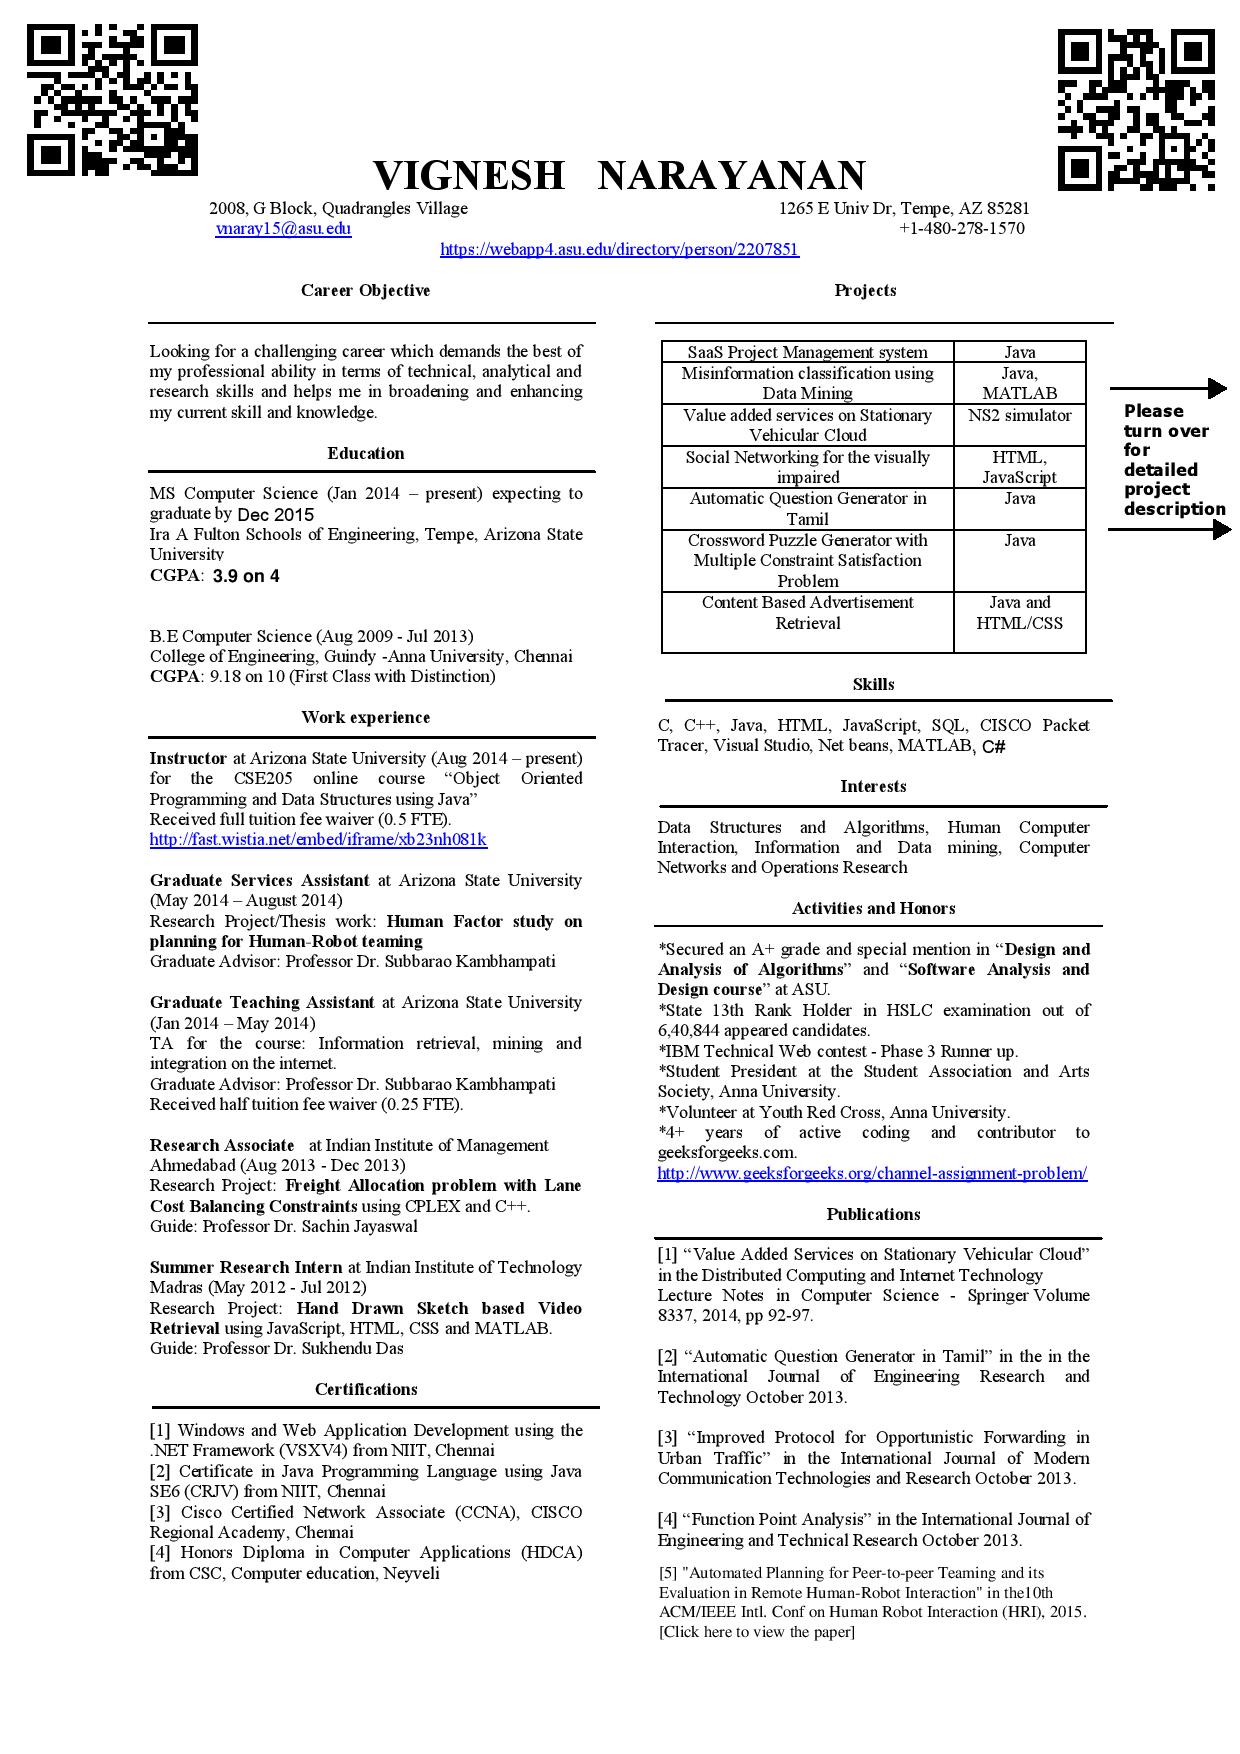 VIGNESH NARAYANAN
2008, G Block, Quadrangles Village
1265 E Univ Dr, Tempe, AZ 85281
vnaray15@asu.edu
+1-480-278-1570
https://webapp4.asu.edu/directory/person/2207851
Career Objective
Looking for a challenging career which demands the best of
my professional ability in terms of technical, analytical and
research skills and helps me in broadening and enhancing
my current skill and knowledge.
Education
MS Computer Science (Jan 2014 – present) expecting to
graduate by Dec 2015
Ira A Fulton Schools of Engineering, Tempe, Arizona State
University
CGPA: 3.9 on 4
B.E Computer Science (Aug 2009 - Jul 2013)
College of Engineering, Guindy -Anna University, Chennai
CGPA: 9.18 on 10 (First Class with Distinction)
Work experience
Instructor at Arizona State University (Aug 2014 – present)
for the CSE205 online course “Object Oriented
Programming and Data Structures using Java”
Received full tuition fee waiver (0.5 FTE).
http://fast.wistia.net/embed/iframe/xb23nh081k
Graduate Services Assistant at Arizona State University
(May 2014 – August 2014)
Research Project/Thesis work: Human Factor study on
planning for Human-Robot teaming
Graduate Advisor: Professor Dr. Subbarao Kambhampati
Graduate Teaching Assistant at Arizona State University
(Jan 2014 – May 2014)
TA for the course: Information retrieval, mining and
integration on the internet.
Graduate Advisor: Professor Dr. Subbarao Kambhampati
Received half tuition fee waiver (0.25 FTE).
Research Associate at Indian Institute of Management
Ahmedabad (Aug 2013 - Dec 2013)
Research Project: Freight Allocation problem with Lane
Cost Balancing Constraints using CPLEX and C++.
Guide: Professor Dr. Sachin Jayaswal
Summer Research Intern at Indian Institute of Technology
Madras (May 2012 - Jul 2012)
Research Project: Hand Drawn Sketch based Video
Retrieval using JavaScript, HTML, CSS and MATLAB.
Guide: Professor Dr. Sukhendu Das
Certifications
[1] Windows and Web Application Development using the
.NET Framework (VSXV4) from NIIT, Chennai
[2] Certificate in Java Programming Language using Java
SE6 (CRJV) from NIIT, Chennai
[3] Cisco Certified Network Associate (CCNA), CISCO
Regional Academy, Chennai
[4] Honors Diploma in Computer Applications (HDCA)
from CSC, Computer education, Neyveli
Projects
SaaS Project Management system Java
Misinformation classification using Java,
Data Mining MATLAB
Value added services on Stationary NS2 simulator
Vehicular Cloud
Social Networking for the visually HTML,
impaired JavaScript
Automatic Question Generator in Java
Tamil
Crossword Puzzle Generator with Java
Multiple Constraint Satisfaction
Problem
Content Based Advertisement Java and
Retrieval HTML/CSS
Please
turn over
for
detailed
project
description
Skills
C, C++, Java, HTML, JavaScript, SQL, CISCO Packet
Tracer, Visual Studio, Net beans, MATLAB, C#
Interests
Data Structures and Algorithms, Human Computer
Interaction, Information and Data mining, Computer
Networks and Operations Research
Activities and Honors
*Secured an A+ grade and special mention in “Design and
Analysis of Algorithms” and “Software Analysis and
Design course” at ASU.
*State 13th Rank Holder in HSLC examination out of
6,40,844 appeared candidates.
*IBM Technical Web contest - Phase 3 Runner up.
*Student President at the Student Association and Arts
Society, Anna University.
*Volunteer at Youth Red Cross, Anna University.
*4+ years of active coding and contributor to
geeksforgeeks.com.
http://www.geeksforgeeks.org/channel-assignment-problem/
Publications
[1] “Value Added Services on Stationary Vehicular Cloud”
in the Distributed Computing and Internet Technology
Lecture Notes in Computer Science - Springer Volume
8337, 2014, pp 92-97.
[2] “Automatic Question Generator in Tamil” in the in the
International Journal of Engineering Research and
Technology October 2013.
[3] “Improved Protocol for Opportunistic Forwarding in
Urban Traffic” in the International Journal of Modern
Communication Technologies and Research October 2013.
[4] “Function Point Analysis” in the International Journal of
Engineering and Technical Research October 2013.
[5] "Automated Planning for Peer-to-peer Teaming and its
Evaluation in Remote Human-Robot Interaction" in the10th
ACM/IEEE Intl. Conf on Human Robot Interaction (HRI), 2015.
[Click here to view the paper]